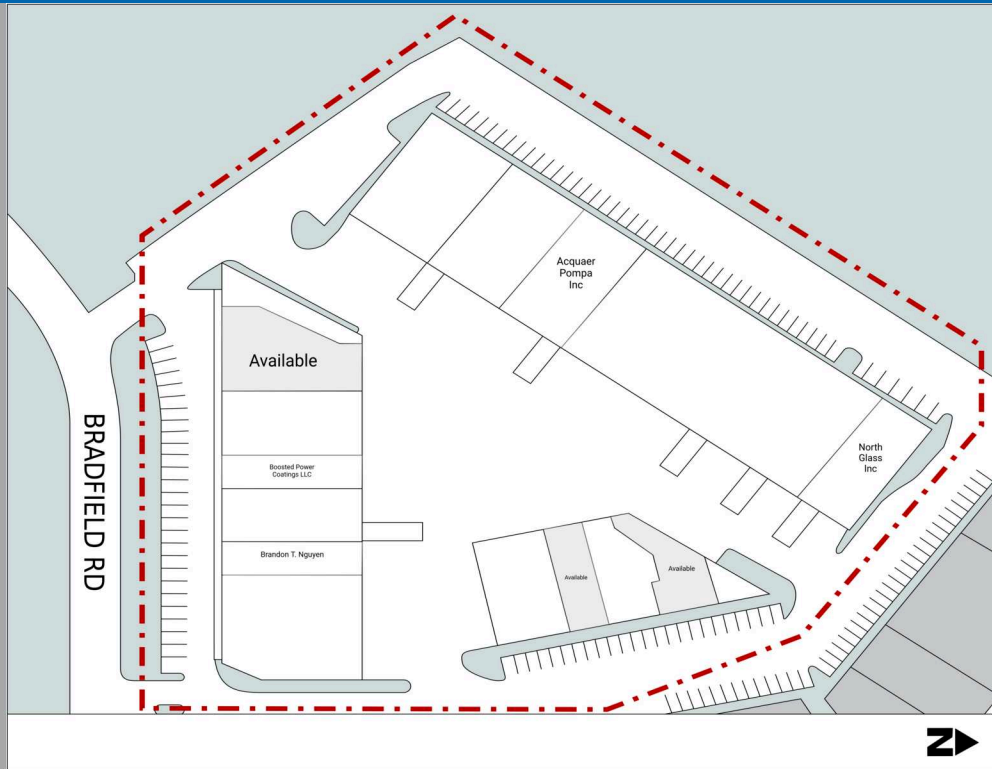 Acquaer
Pompa
Inc
Available
North
Glass
Inc
BRADFIELD RD
Boosted Power
Coatings LLC
Brandon T. Nguyen
Available
Available
N